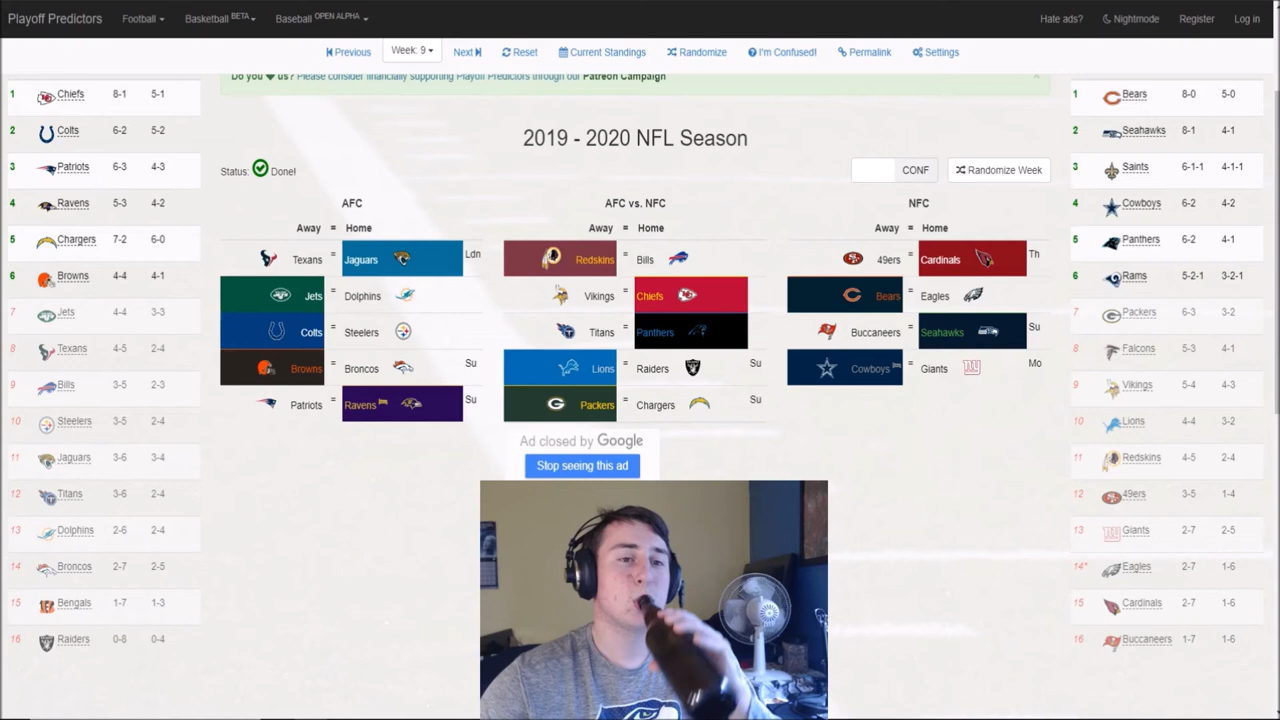 Playoff Predictors Football Basketball BETA Baseball OPEN ALPHA Hate ads? Nightmode Register Log in
Previous Week: 9 Next Reset Current Standings Randomize I'm Confused! Permalink Settings
Do you us? Please consider financially supporting Playoff Predictors through our Patreon Campaign
1 Chiefs 8-1 5-1
2 Colts 6-2 5-2
3 Patriots 6-3 4-3
4 Ravens 5-3 4-2
5 Chargers 7-2 6-0
6 Browns 4-4 4-3
7 Jets 4-4 3-3
8 Texans 4-5 2-4
9 Bills 3-5 2-3
10 Steelers 3-5 2-4
11 Jaguars 3-6 3-4
12 Titans 3-6 2-4
13 Dolphins 2-6 2-4
14 Broncos 2-7 2-5
15 Bengals 1-7 1-3
16 Raiders 0-8 0-4
2019 - 2020 NFL Season
Status: Done!
CONF Randomize Week
AFC
Away = Home
Texans = Jaguars Ldn
Jets = Dolphins
Colts = Steelers
Browns = Broncos Su
Patriots = Ravens Su
AFC vs. NFC
Away = Home
Redskins = Bills
Vikings = Chiefs
Titans = Panthers
Lions = Raiders Su
Packers = Chargers Su
NFC
Away = Home
49ers = Cardinals Th
Bears = Eagles
Buccaneers = Seahawks Su
Cowboys = Giants Mo
Ad closed by Google
Stop seeing this ad
1 Bears 8-0 5-0
2 Seahawks 8-1 4-1
3 Saints 6-1-1 4-1-1
4 Cowboys 6-2 4-2
5 Panthers 6-2 4-1
6 Rams 5-2-1 3-2-1
7 Packers 6-3 3-2
8 Falcons 5-3 4-1
9 Vikings 5-4 4-3
10 Lions 4-4 3-2
11 Redskins 4-5 2-4
12 49ers 3-5 1-4
13 Giants 2-7 2-5
14* Eagles 2-7 1-6
15 Cardinals 2-7 1-6
16 Buccaneers 1-7 1-6